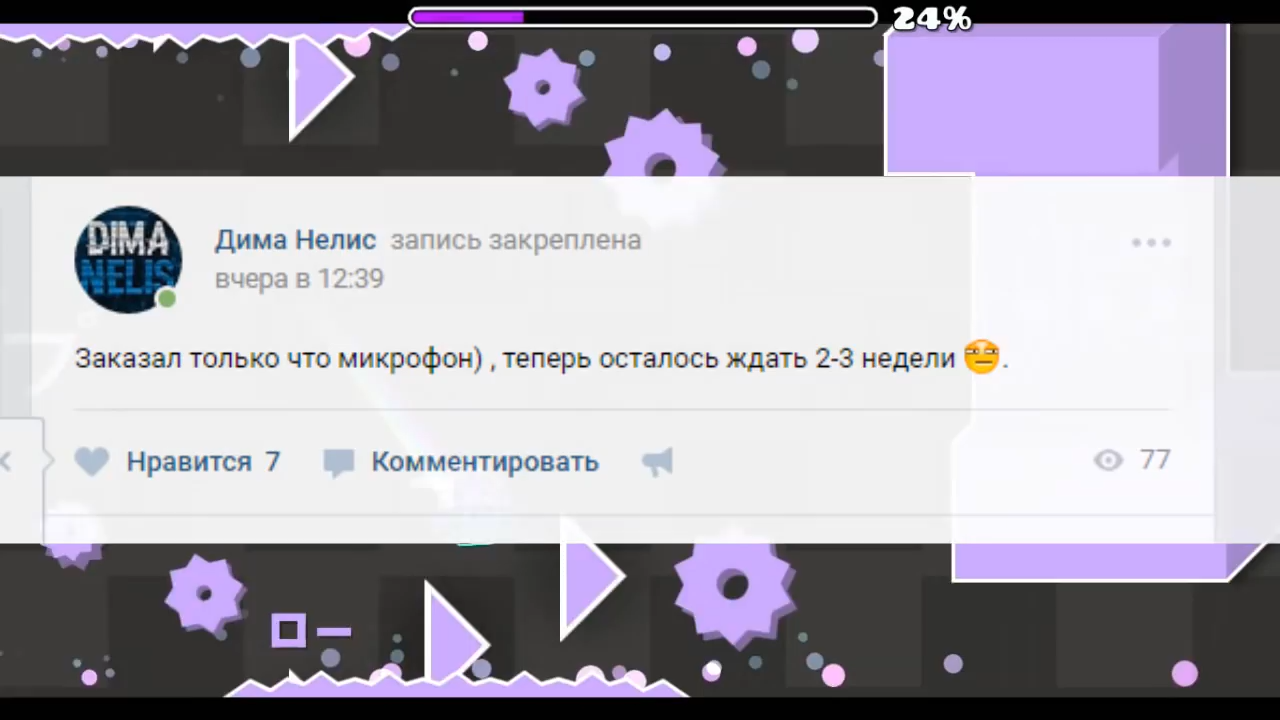 24%
DIMA
NELIS
Дима Нелис запись закреплена
вчера в 12:39
Заказал только что микрофон) , теперь осталось ждать 2-3 недели 😒.
Нравится 7 Комментировать 77